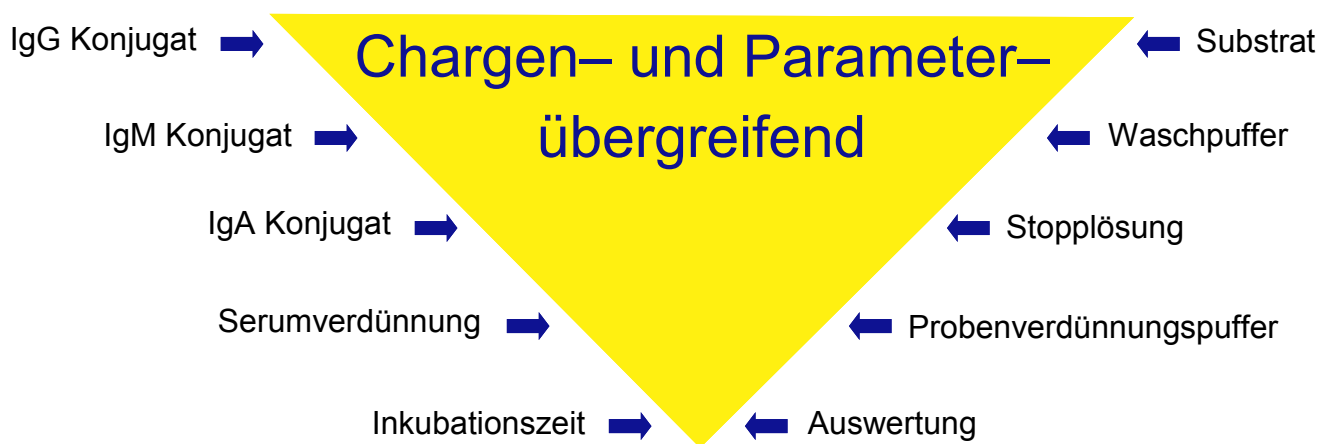 Chargen– und Parameter–
übergreifend
IgG Konjugat
IgM Konjugat
IgA Konjugat
Serumverdünnung
Inkubationszeit
Substrat
Waschpuffer
Stopplösung
Probenverdünnungspuffer
Auswertung